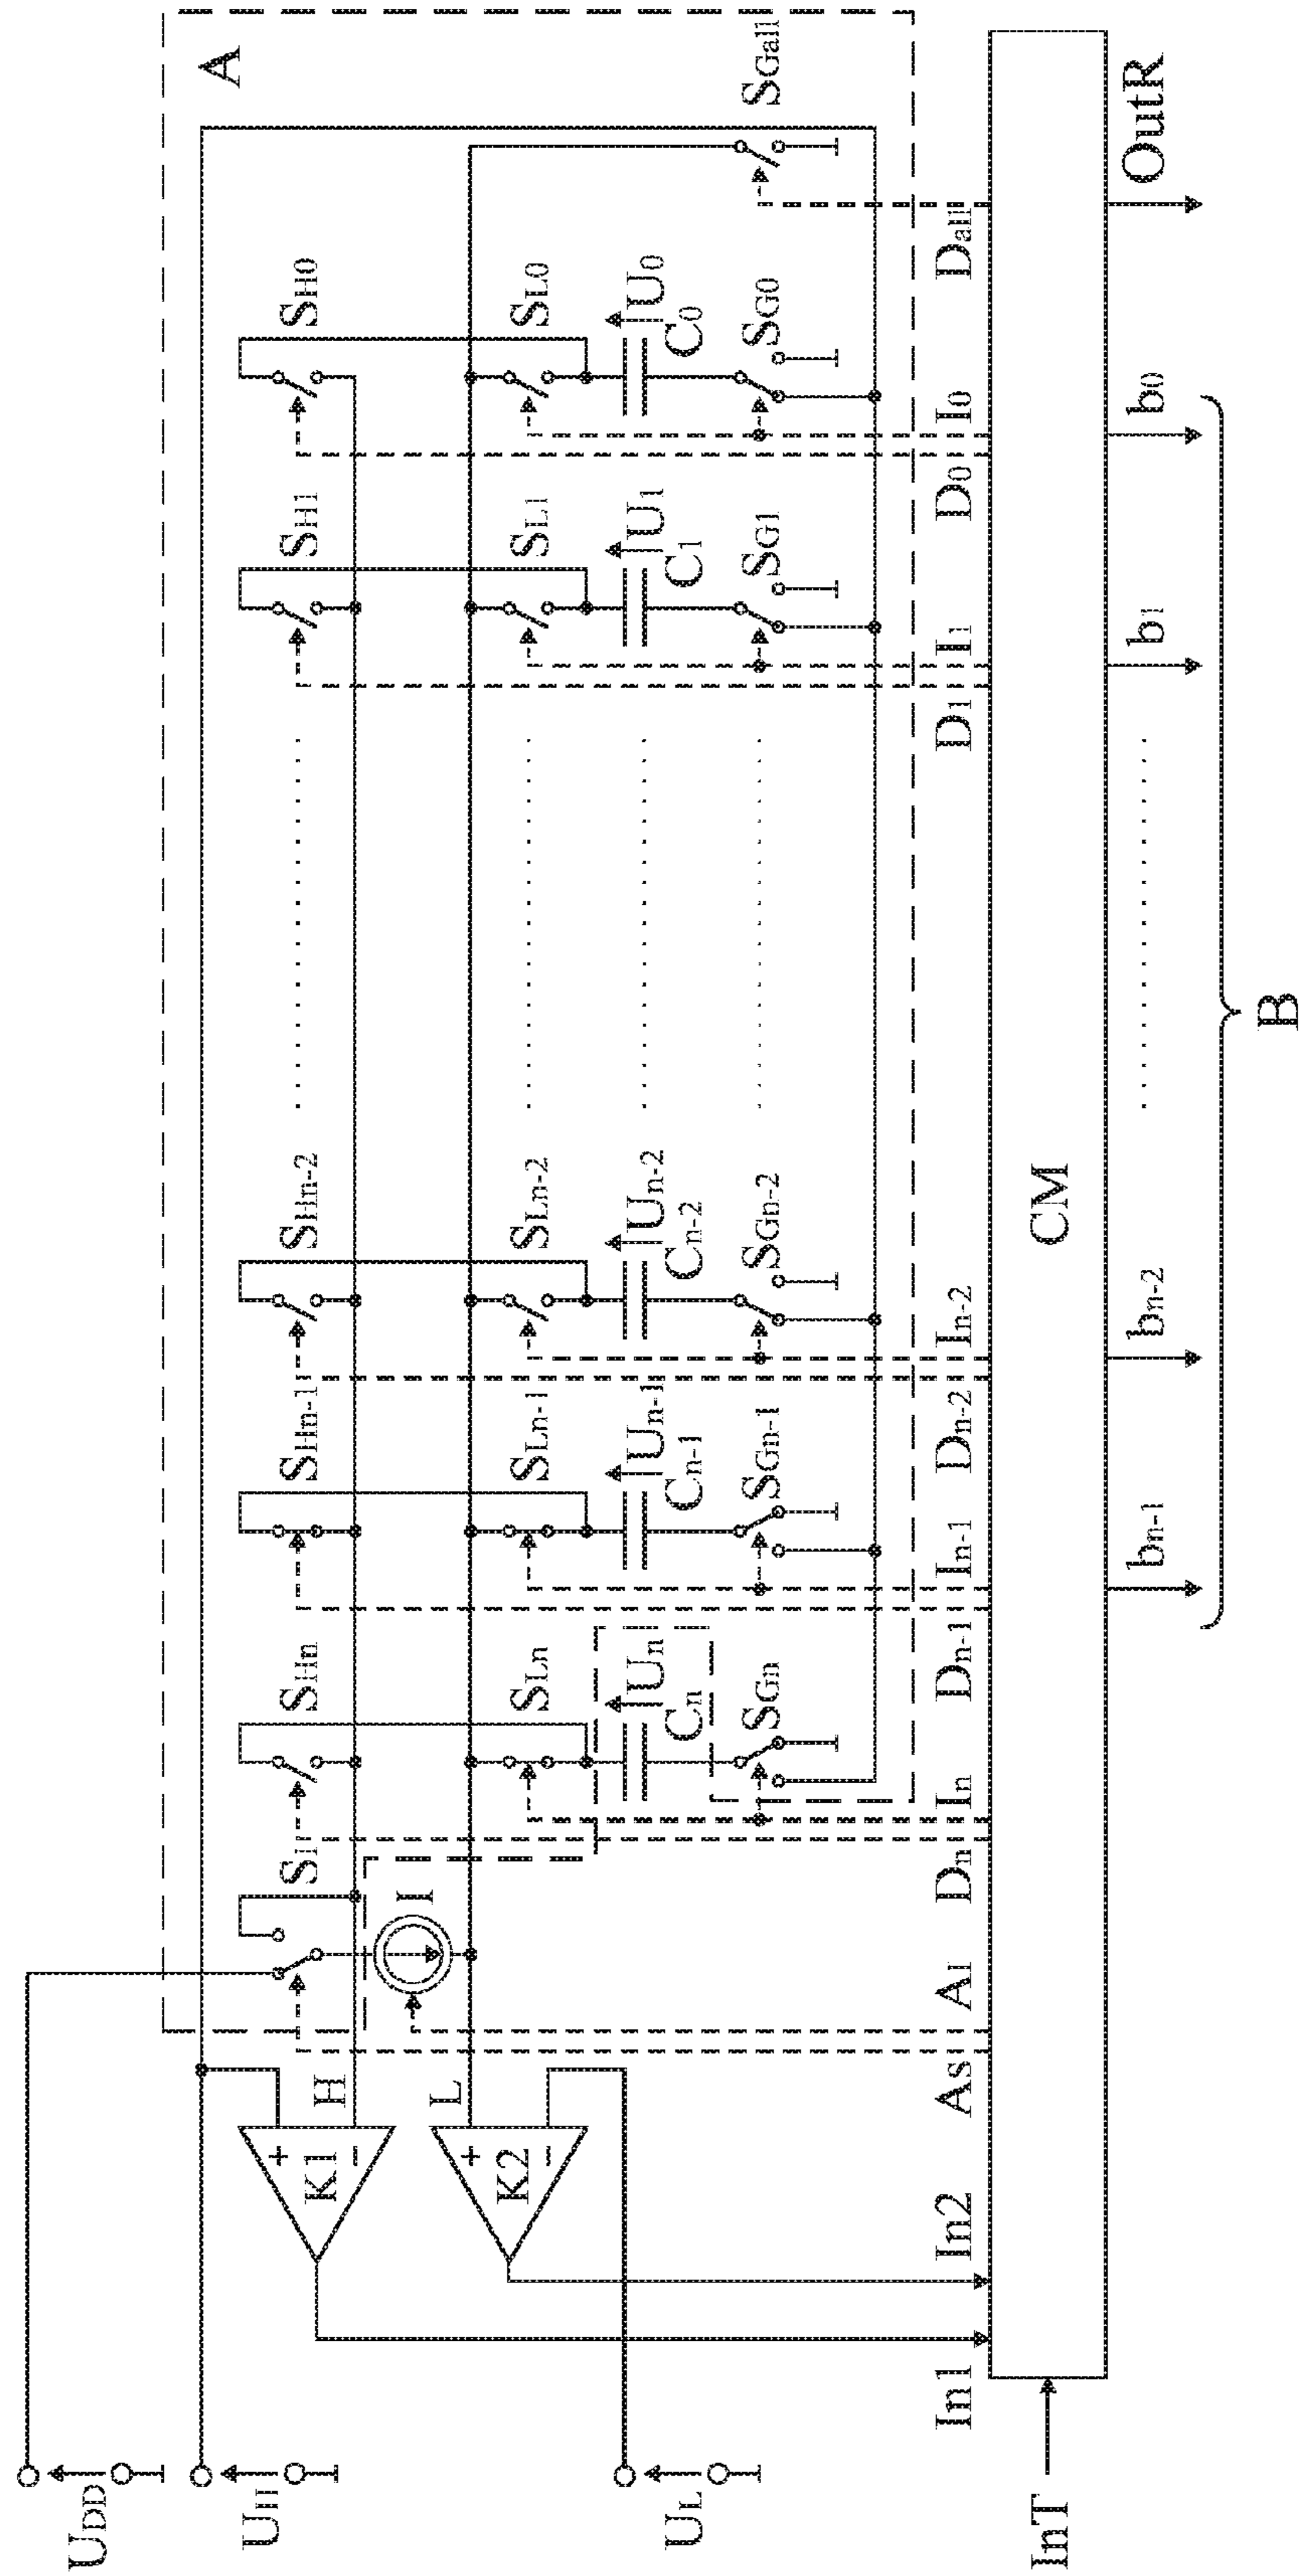 UDD
UH
UL
InT
K1
+
−
H
K2
+
−
L
A
SI
SHn
SHn-1
SHn-2
SH1
SH0
I
SLn
SLn-1
SLn-2
SL1
SL0
Un
Un-1
Un-2
U1
U0
Cn
Cn-1
Cn-2
C1
C0
SGn
SGn-1
SGn-2
SG1
SG0
SGall
In1
In2
AS
AI
Dn
In
Dn-1
In-1
Dn-2
In-2
D1
I1
D0
I0
Dall
CM
bn-1
bn-2
b1
b0
OutR
B